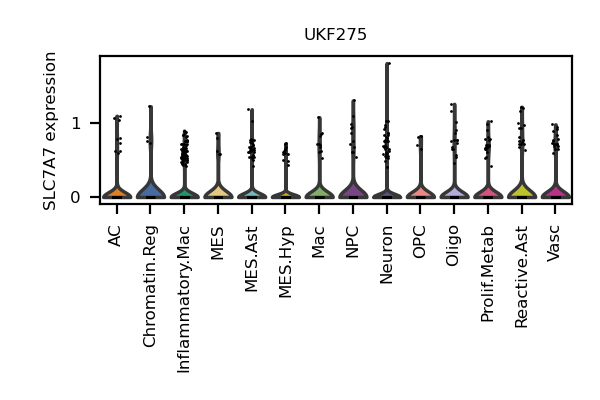 UKF275
SLC7A7 expression
1
0
AC
Chromatin.Reg
Inflammatory.Mac
MES
MES.Ast
MES.Hyp
Mac
NPC
Neuron
OPC
Oligo
Prolif.Metab
Reactive.Ast
Vasc